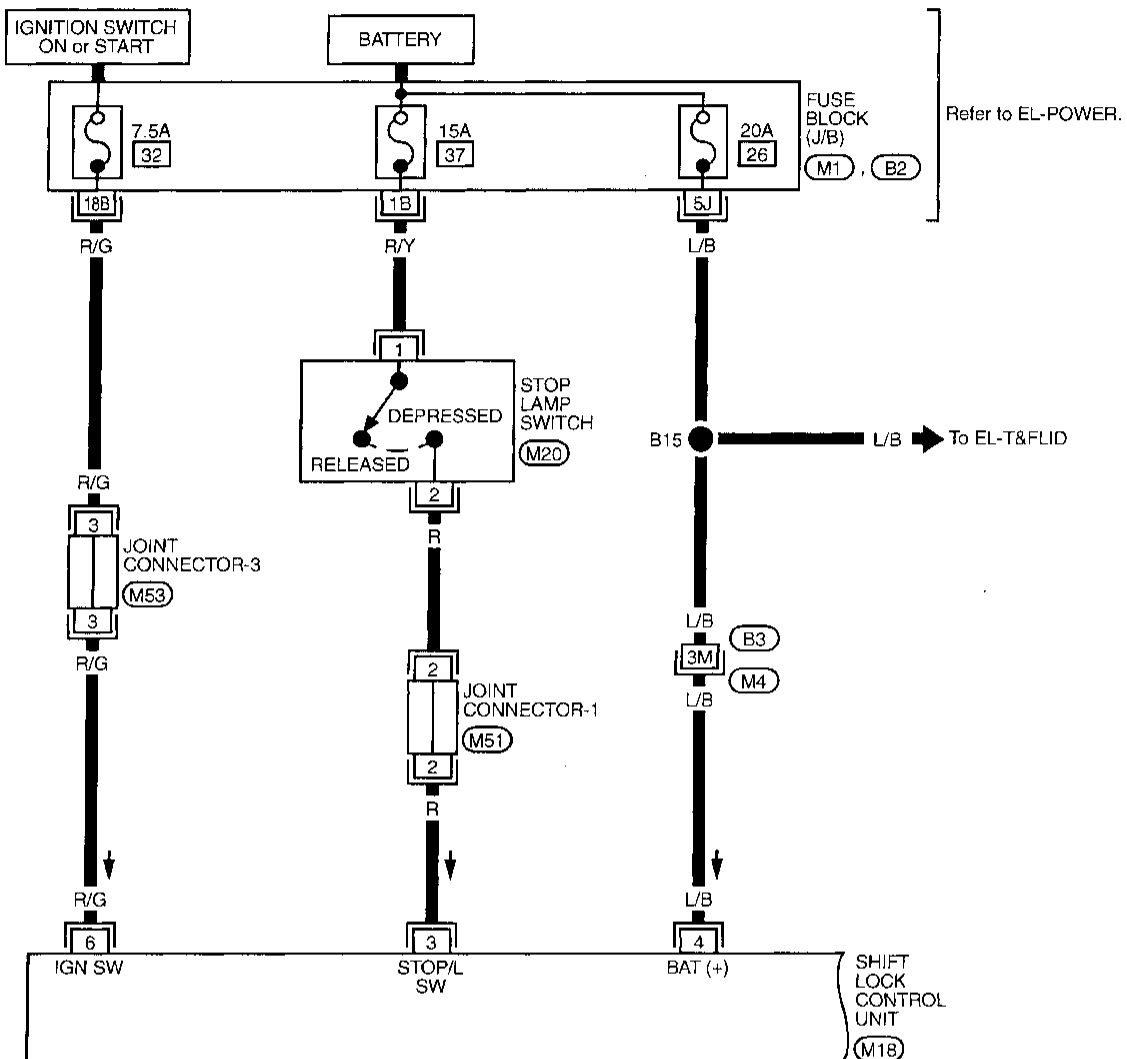 IGNITION SWITCH
ON or START
BATTERY
7.5A
32
15A
37
20A
26
FUSE
BLOCK
(J/B)
M1 , B2
Refer to EL-POWER.
18B
1B
5J
R/G
R/Y
L/B
1
DEPRESSED
RELEASED
STOP
LAMP
SWITCH
M20
2
R
B15
L/B
To EL-T&FLID
R/G
3
JOINT
CONNECTOR-3
M53
3
R/G
L/B
3M
B3
M4
L/B
2
JOINT
CONNECTOR-1
M51
2
R
R/G
L/B
6
3
4
IGN SW
STOP/L
SW
BAT (+)
SHIFT
LOCK
CONTROL
UNIT
M18